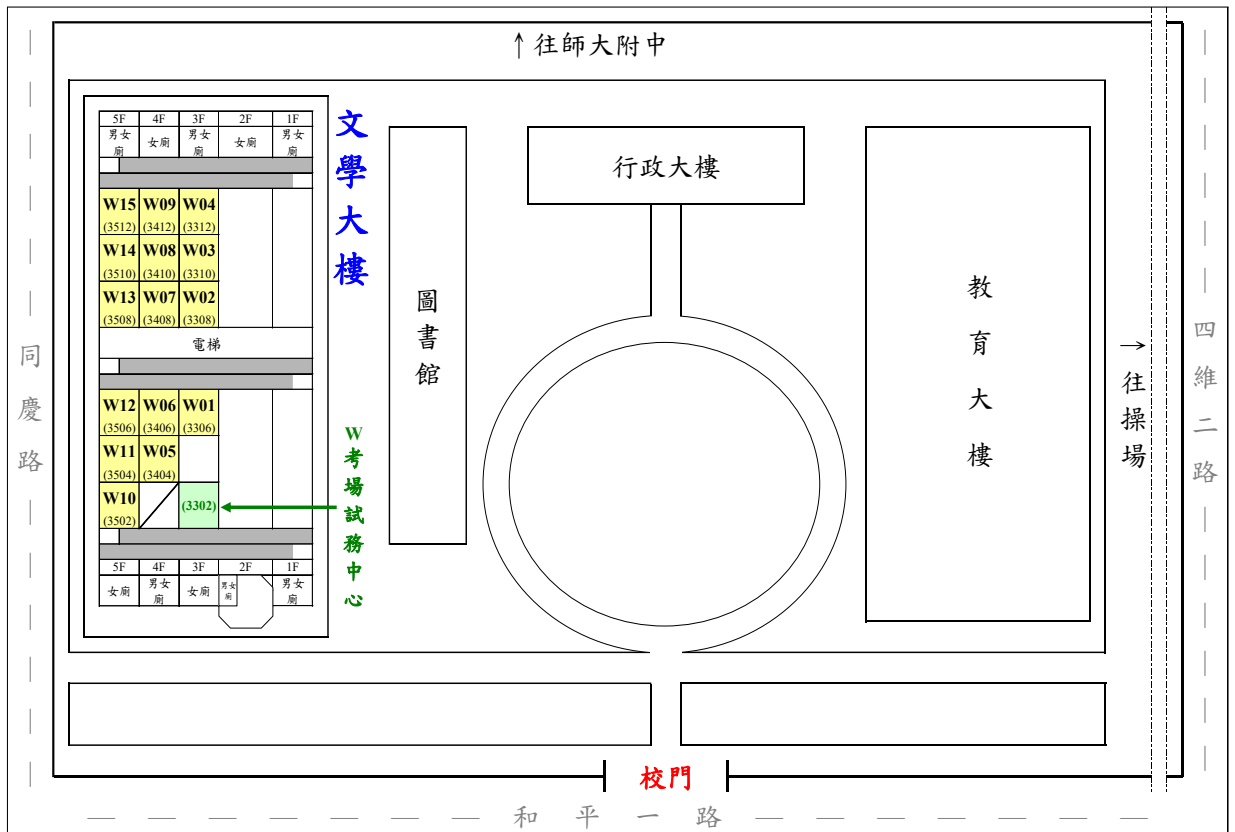 ↑往師大附中
5F 4F 3F 2F 1F
男女廁 女廁 男女廁 女廁 男女廁
文學大樓
W15 W09 W04
(3512) (3412) (3312)
W14 W08 W03
(3510) (3410) (3310)
W13 W07 W02
(3508) (3408) (3308)
電梯
W12 W06 W01
(3506) (3406) (3306)
W11 W05
(3504) (3404)
W10
(3502)
(3302)
W考場試務中心
5F 4F 3F 2F 1F
女廁 男女廁 女廁 男女廁 男女廁
圖書館
行政大樓
教育大樓
→往操場
同慶路
四維二路
校門
和平一路